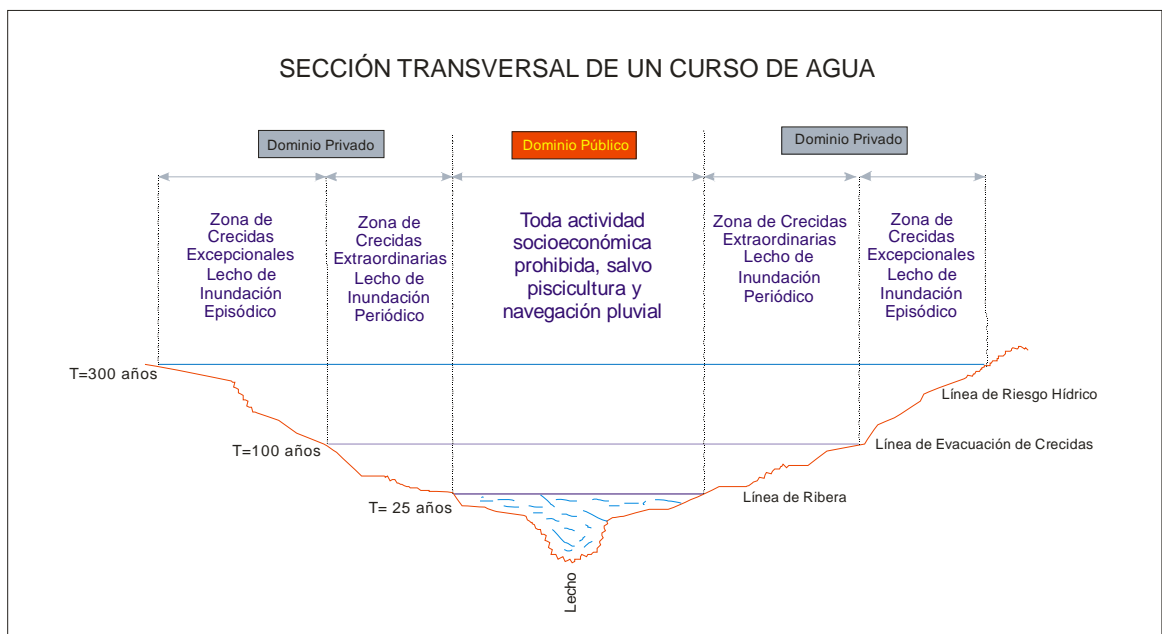 SECCIÓN TRANSVERSAL DE UN CURSO DE AGUA
Dominio Privado
Dominio Público
Dominio Privado
Zona de
Crecidas
Excepcionales
Lecho de
Inundación
Episódico
Zona de
Crecidas
Extraordinarias
Lecho de
Inundación
Periódico
Toda actividad
socioeconómica
prohibida, salvo
piscicultura y
navegación pluvial
Zona de Crecidas
Extraordinarias
Lecho de
Inundación
Periódico
Zona de
Crecidas
Excepcionales
Lecho de
Inundación
Episódico
T=300 años
Línea de Riesgo Hídrico
T=100 años
Línea de Evacuación de Crecidas
T= 25 años
Línea de Ribera
Lecho